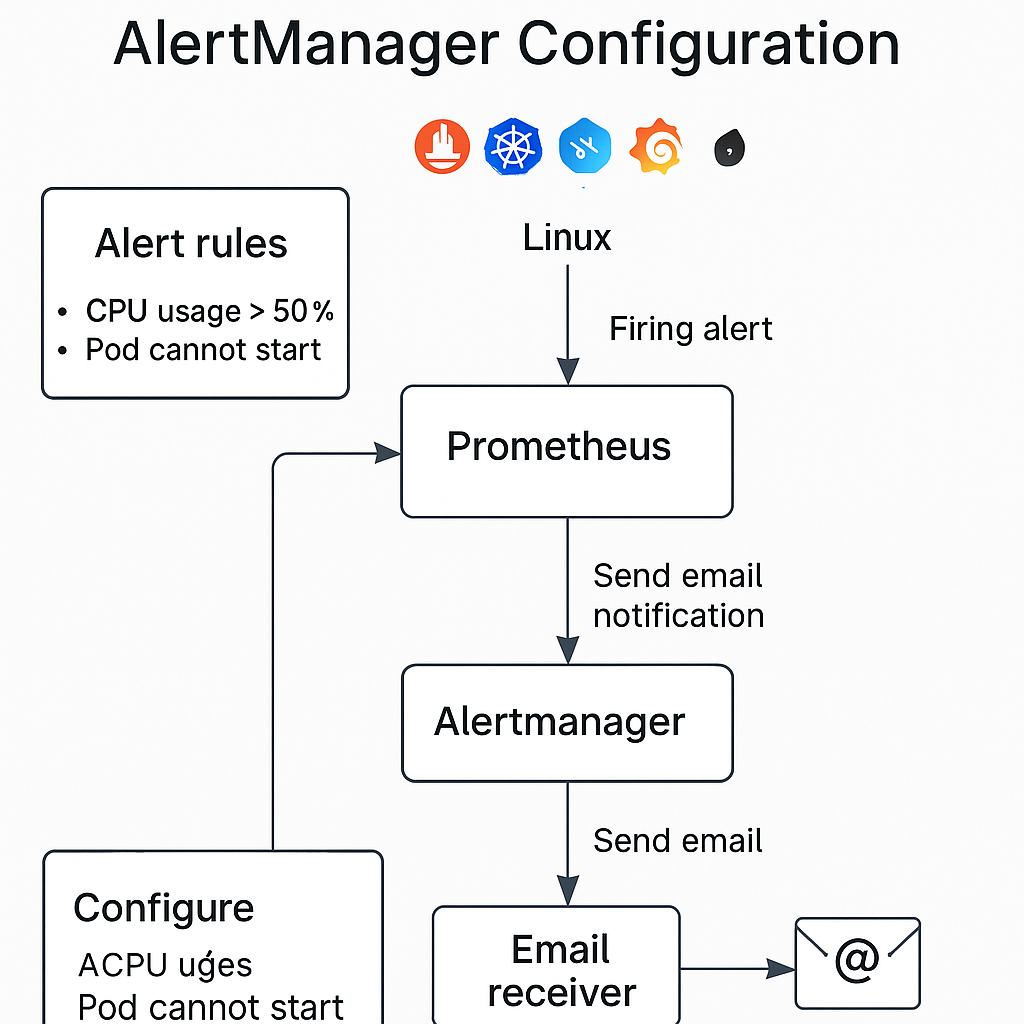 AlertManager Configuration
Alert rules
• CPU usage > 50%
• Pod cannot start
Linux
Firing alert
Prometheus
Send email
notification
Alertmanager
Send email
Configure
ACPU uǵes
Pod cannot start
Email
receiver
@